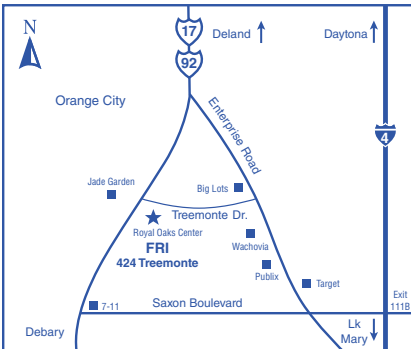 N
17
Deland
Daytona
92
Orange City
Enterprise Road
4
Jade Garden
Big Lots
Treemonte Dr.
Royal Oaks Center
FRI
424 Treemonte
Wachovia
Publix
Target
7-11
Saxon Boulevard
Exit
111B
Debary
Lk
Mary